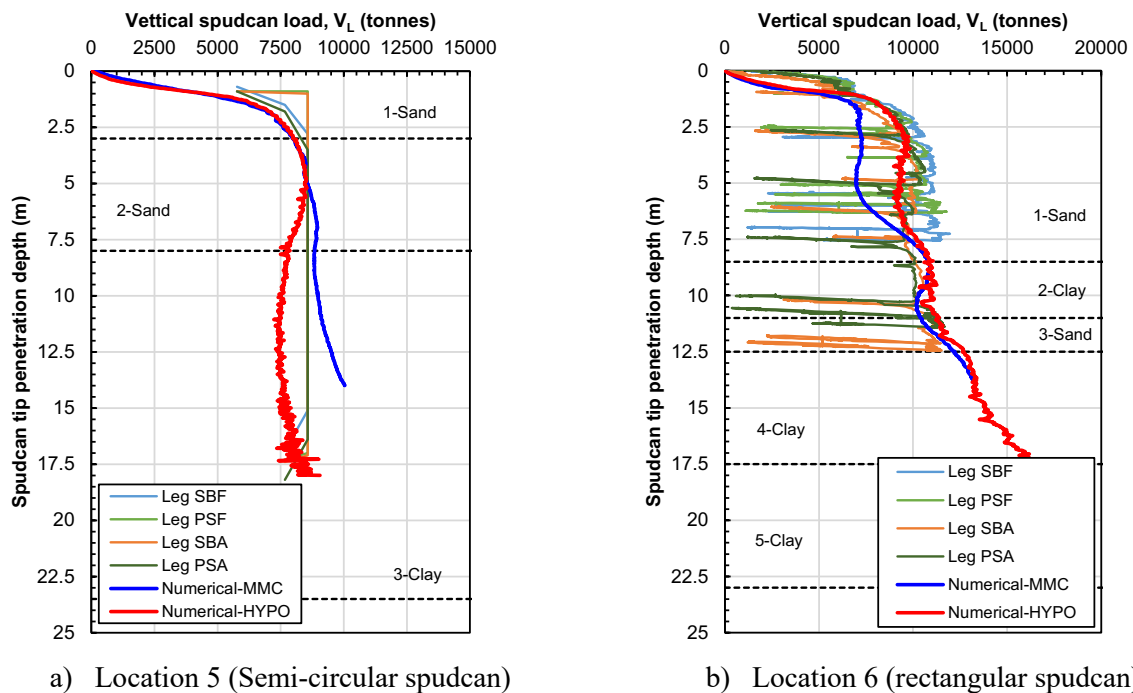 Vettical spudcan load, V_L (tonnes)
0 2500 5000 7500 10000 12500 15000
Spudcan tip penetration depth (m)
0
2.5
5
7.5
10
12.5
15
17.5
20
22.5
25
1-Sand
2-Sand
3-Clay
Leg SBF
Leg PSF
Leg SBA
Leg PSA
Numerical-MMC
Numerical-HYPO
a) Location 5 (Semi-circular spudcan)
Vertical spudcan load, V_L (tonnes)
0 5000 10000 15000 20000
Spudcan tip penetration depth (m)
0
2.5
5
7.5
10
12.5
15
17.5
20
22.5
25
1-Sand
2-Clay
3-Sand
4-Clay
5-Clay
Leg SBF
Leg PSF
Leg SBA
Leg PSA
Numerical-MMC
Numerical-HYPO
b) Location 6 (rectangular spudcan)